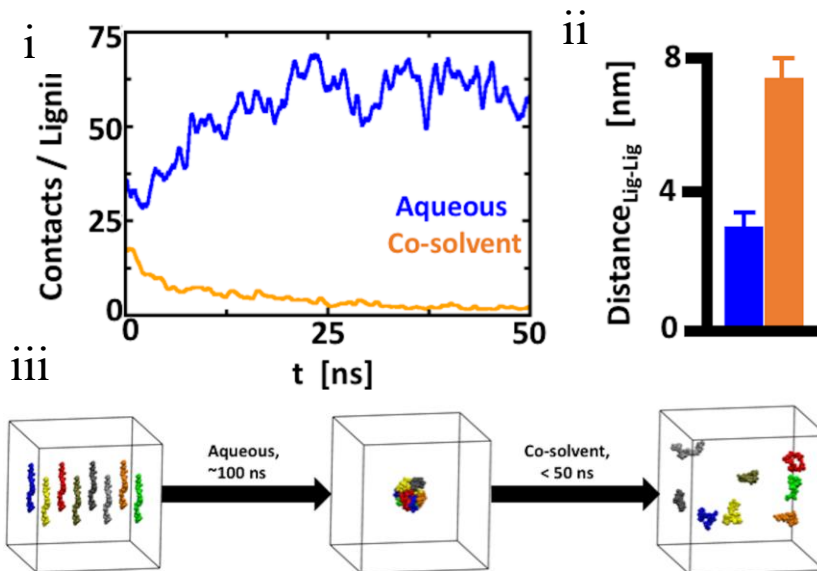 i
ii
75
50
25
0
Contacts / Lignii
Aqueous
Co-solvent
0
25
50
t [ns]
8
4
0
Distance Lig-Lig [nm]
iii
Aqueous,
~100 ns
Co-solvent,
< 50 ns